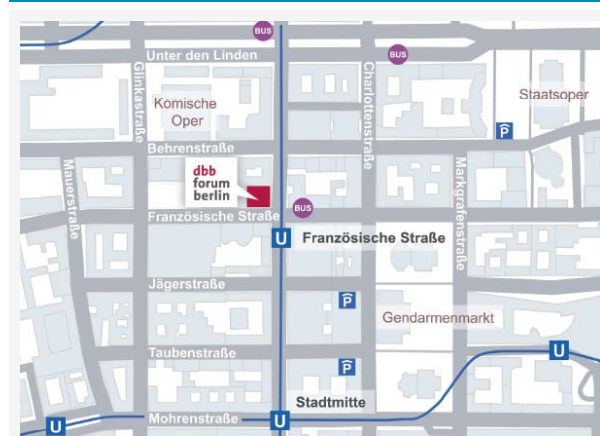 BUS
Unter den Linden
BUS
Glinkastraße
Charlottenstraße
Komische
Oper
Staatsoper
P
Behrenstraße
Mauerstraße
dbb
forum
berlin
Markgrafenstraße
BUS
Französische Straße
U Französische Straße
Jägerstraße
P
Gendarmenmarkt
Taubenstraße
U
P
Stadtmitte
U
Mohrenstraße
U